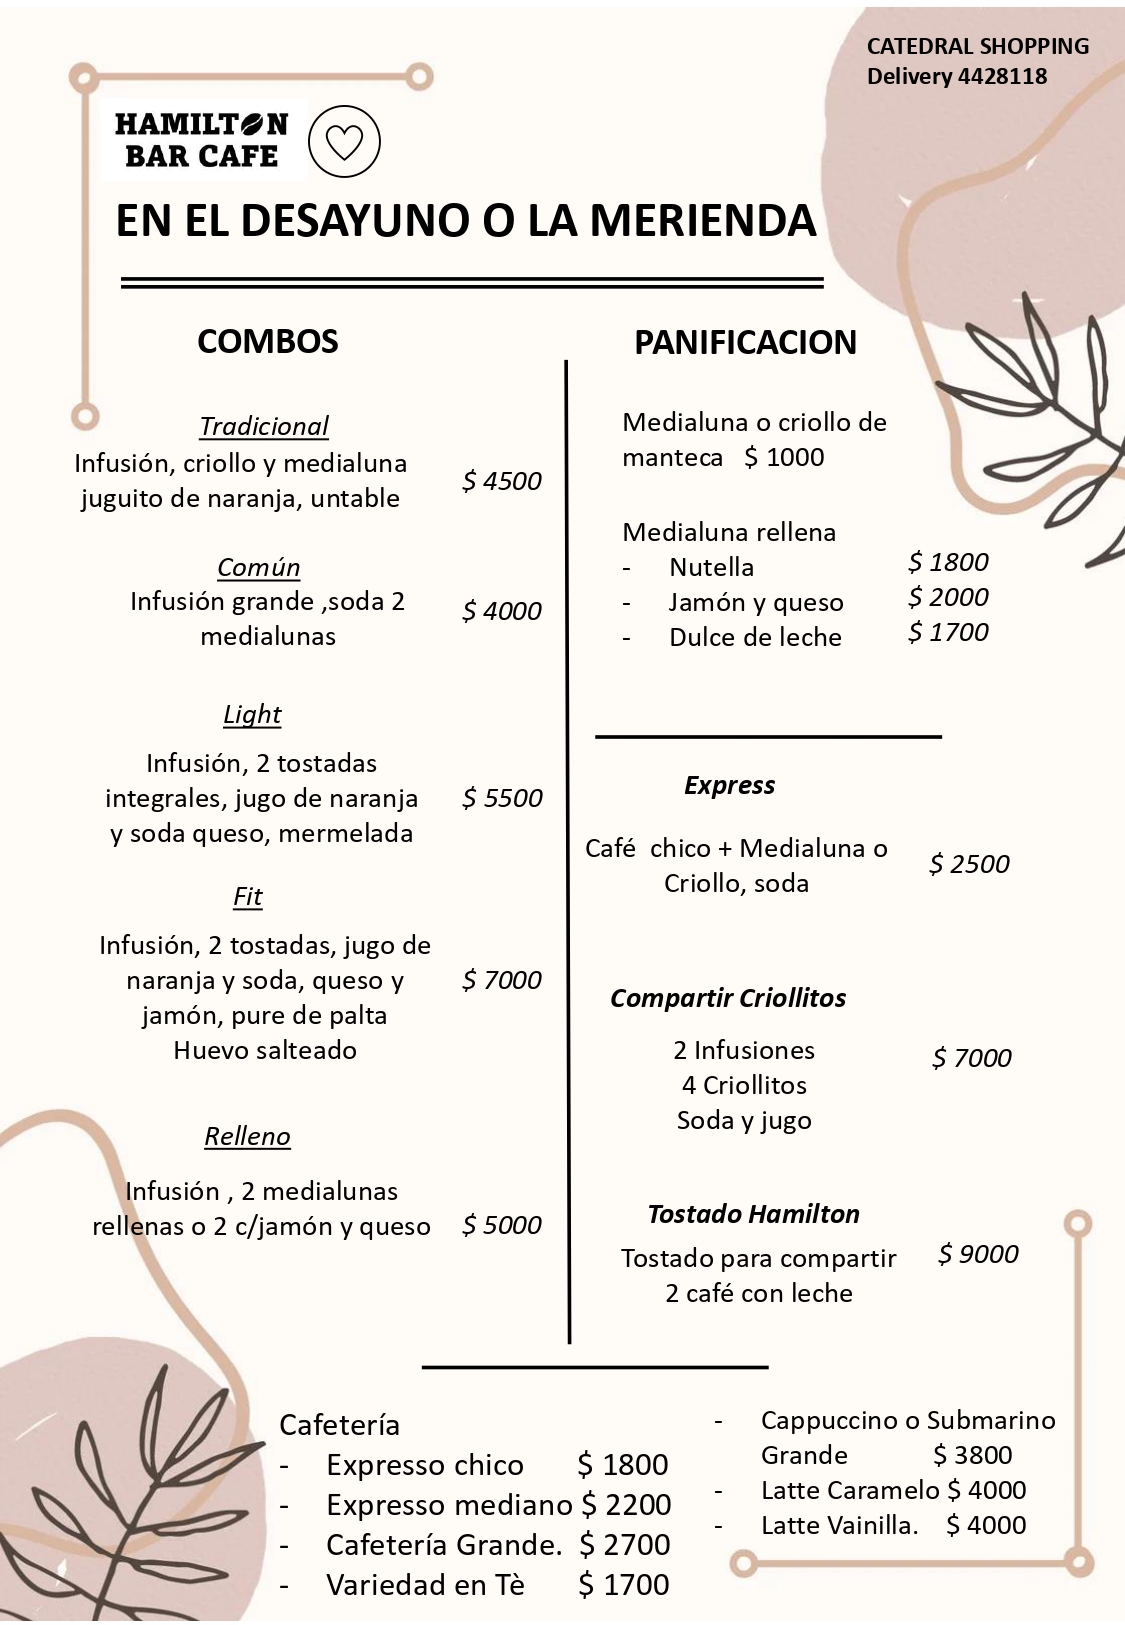 CATEDRAL SHOPPING
Delivery 4428118
HAMILTON
BAR CAFE
EN EL DESAYUNO O LA MERIENDA
COMBOS
Tradicional
Infusión, criollo y medialuna
juguito de naranja, untable
$ 4500
Común
Infusión grande ,soda 2
medialunas
$ 4000
Light
Infusión, 2 tostadas
integrales, jugo de naranja
y soda queso, mermelada
$ 5500
Fit
Infusión, 2 tostadas, jugo de
naranja y soda, queso y
jamón, pure de palta
Huevo salteado
$ 7000
Relleno
Infusión , 2 medialunas
rellenas o 2 c/jamón y queso
$ 5000
PANIFICACION
Medialuna o criollo de
manteca $ 1000
Medialuna rellena
- Nutella $ 1800
- Jamón y queso $ 2000
- Dulce de leche $ 1700
Express
Café chico + Medialuna o
Criollo, soda
$ 2500
Compartir Criollitos
2 Infusiones
4 Criollitos
Soda y jugo
$ 7000
Tostado Hamilton
Tostado para compartir
2 café con leche
$ 9000
Cafetería
- Expresso chico $ 1800
- Expresso mediano $ 2200
- Cafetería Grande. $ 2700
- Variedad en Tè $ 1700
- Cappuccino o Submarino
Grande $ 3800
- Latte Caramelo $ 4000
- Latte Vainilla. $ 4000